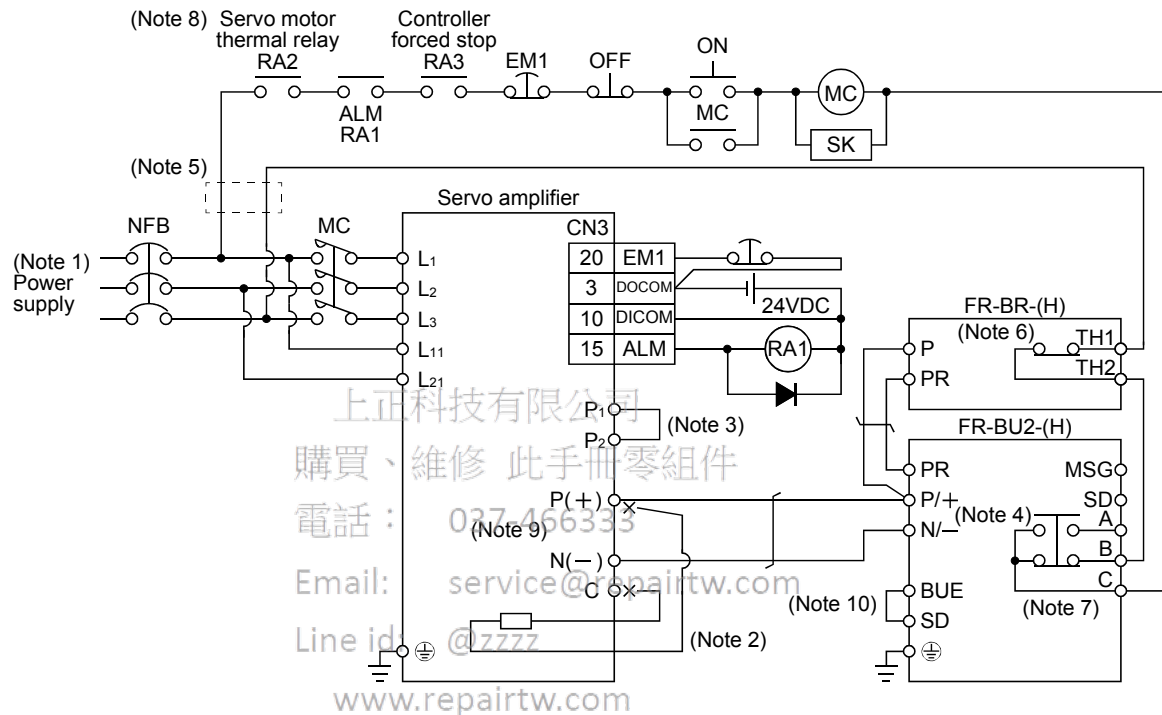 (Note 8) Servo motor thermal relay
RA2
Controller forced stop
RA3
EM1
OFF
ON
MC
MC
SK
ALM
RA1
(Note 5)
Servo amplifier
NFB
MC
(Note 1)
Power supply
CN3
20 EM1
3 DOCOM
10 DICOM
15 ALM
24VDC
RA1
L1
L2
L3
L11
L21
P1
P2
(Note 3)
P(+)
(Note 9)
N(−)
C
(Note 2)
FR-BR-(H)
(Note 6)
P
PR
TH1
TH2
FR-BU2-(H)
PR
P/+
N/−
BUE
SD
MSG
SD
(Note 4)
A
B
C
(Note 7)
(Note 10)
上正科技有限公司
購買、維修 此手冊零組件
電話： 037-466333
Email: service@repairtw.com
Line id: @zzzz
www.repairtw.com